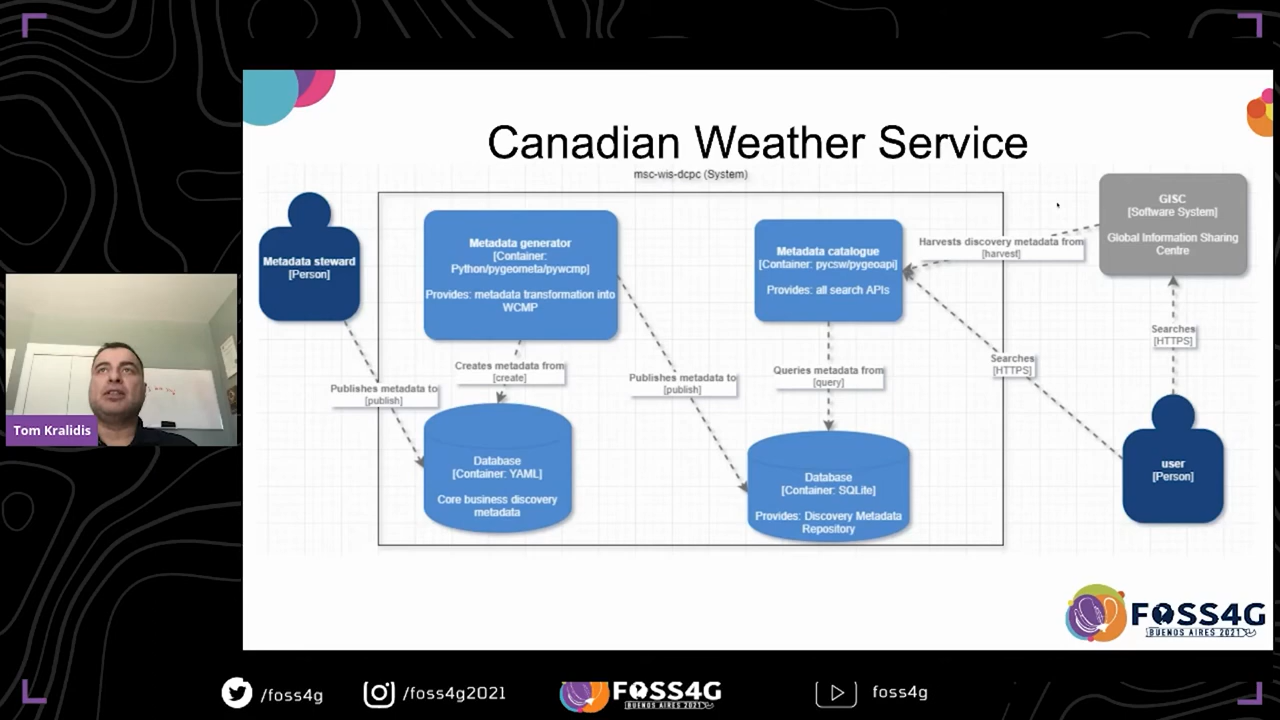 Canadian Weather Service
msc-wis-dcpc (System)
Metadata steward
[Person]
Metadata generator
[Container:
Python/pygeometa/pywcmp]
Provides: metadata transformation into
WCMP
Metadata catalogue
[Container: pycsw/pygeoapi]
Provides: all search APIs
GISC
[Software System]
Global Information Sharing
Centre
Harvests discovery metadata from
[harvest]
Publishes metadata to
[publish]
Creates metadata from
[create]
Publishes metadata to
[publish]
Queries metadata from
[query]
Searches
[HTTPS]
Searches
[HTTPS]
Database
[Container: YAML]
Core business discovery
metadata
Database
[Container: SQLite]
Provides: Discovery Metadata
Repository
user
[Person]
Tom Kralidis
FOSS4G
BUENOS AIRES 2021
/foss4g
/foss4g2021
FOSS4G
BUENOS AIRES 2021
foss4g